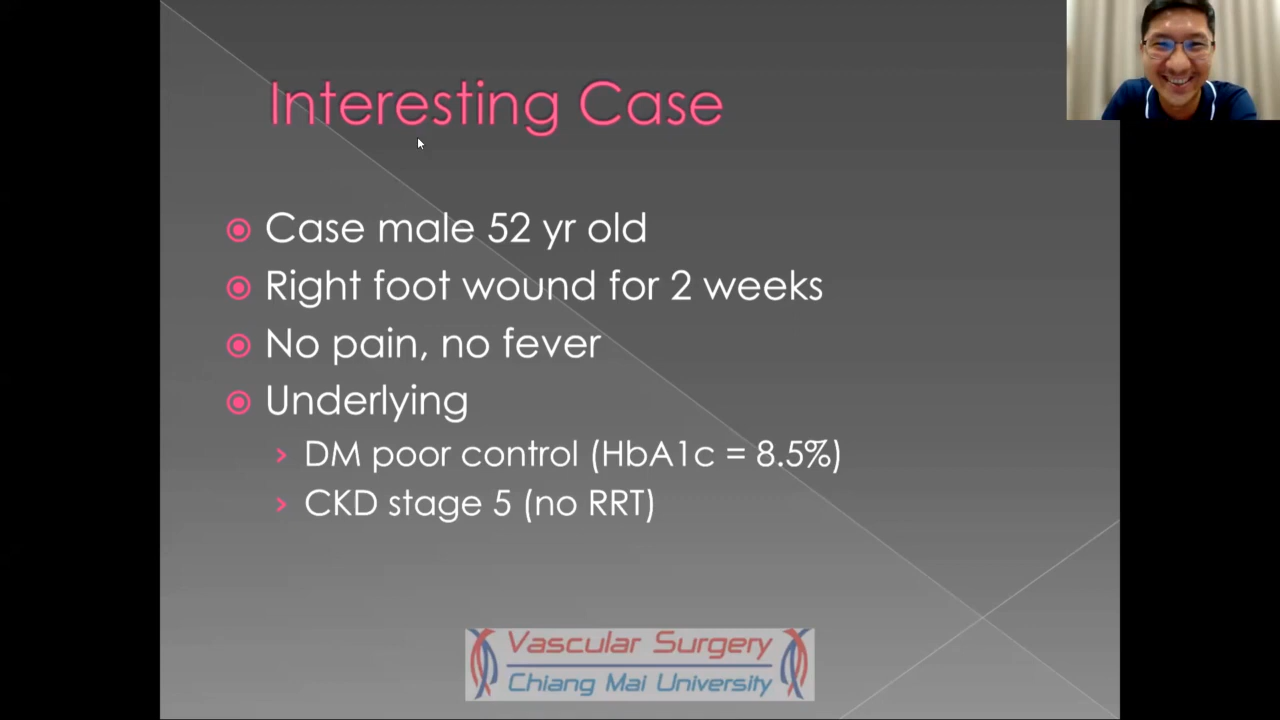 Interesting Case
Case male 52 yr old
Right foot wound for 2 weeks
No pain, no fever
Underlying
DM poor control (HbA1c = 8.5%)
CKD stage 5 (no RRT)
Vascular Surgery
Chiang Mai University